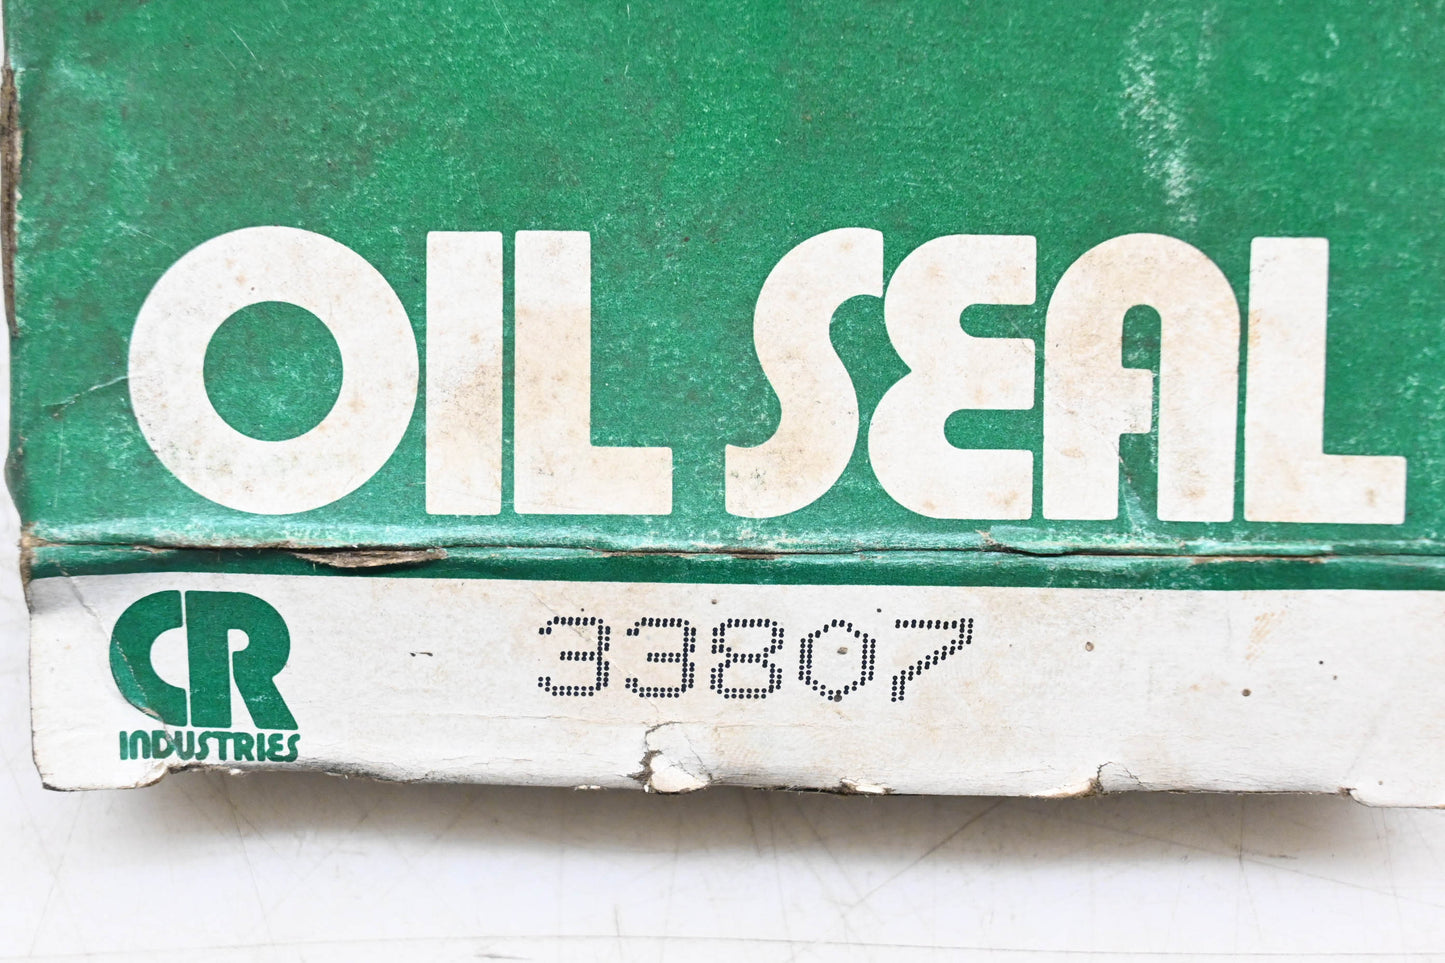 OIL SEAL
CR 33807
INDUSTRIES